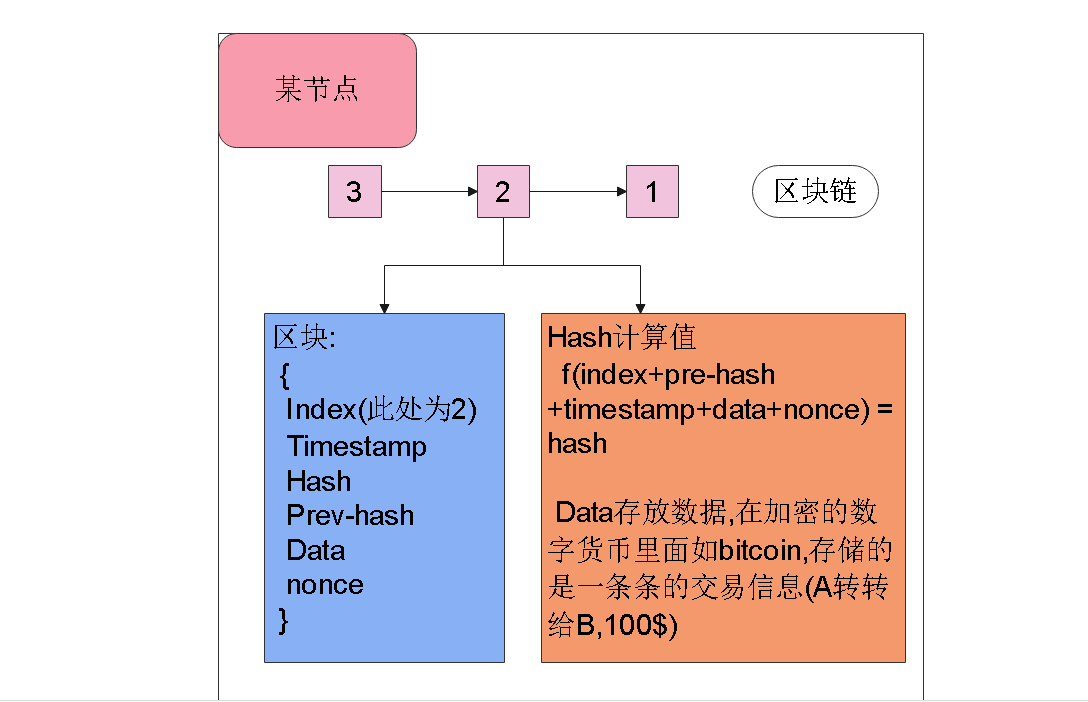 某节点
3
2
1
区块链
区块:
{
Index(此处为2)
Timestamp
Hash
Prev-hash
Data
nonce
}
Hash计算值
f(index+pre-hash
+timestamp+data+nonce) =
hash
Data存放数据,在加密的数
字货币里面如bitcoin,存储的
是一条条的交易信息(A转转
给B,100$)